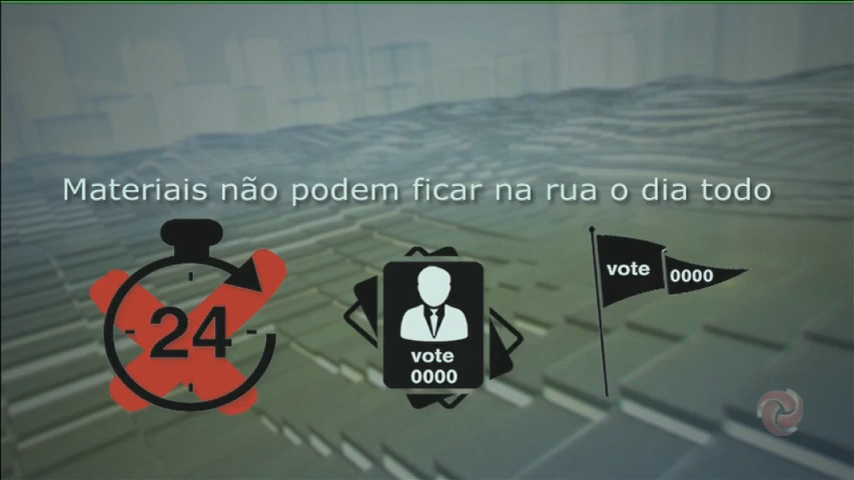 Materiais não podem ficar na rua o dia todo
24
vote
0000
vote
0000